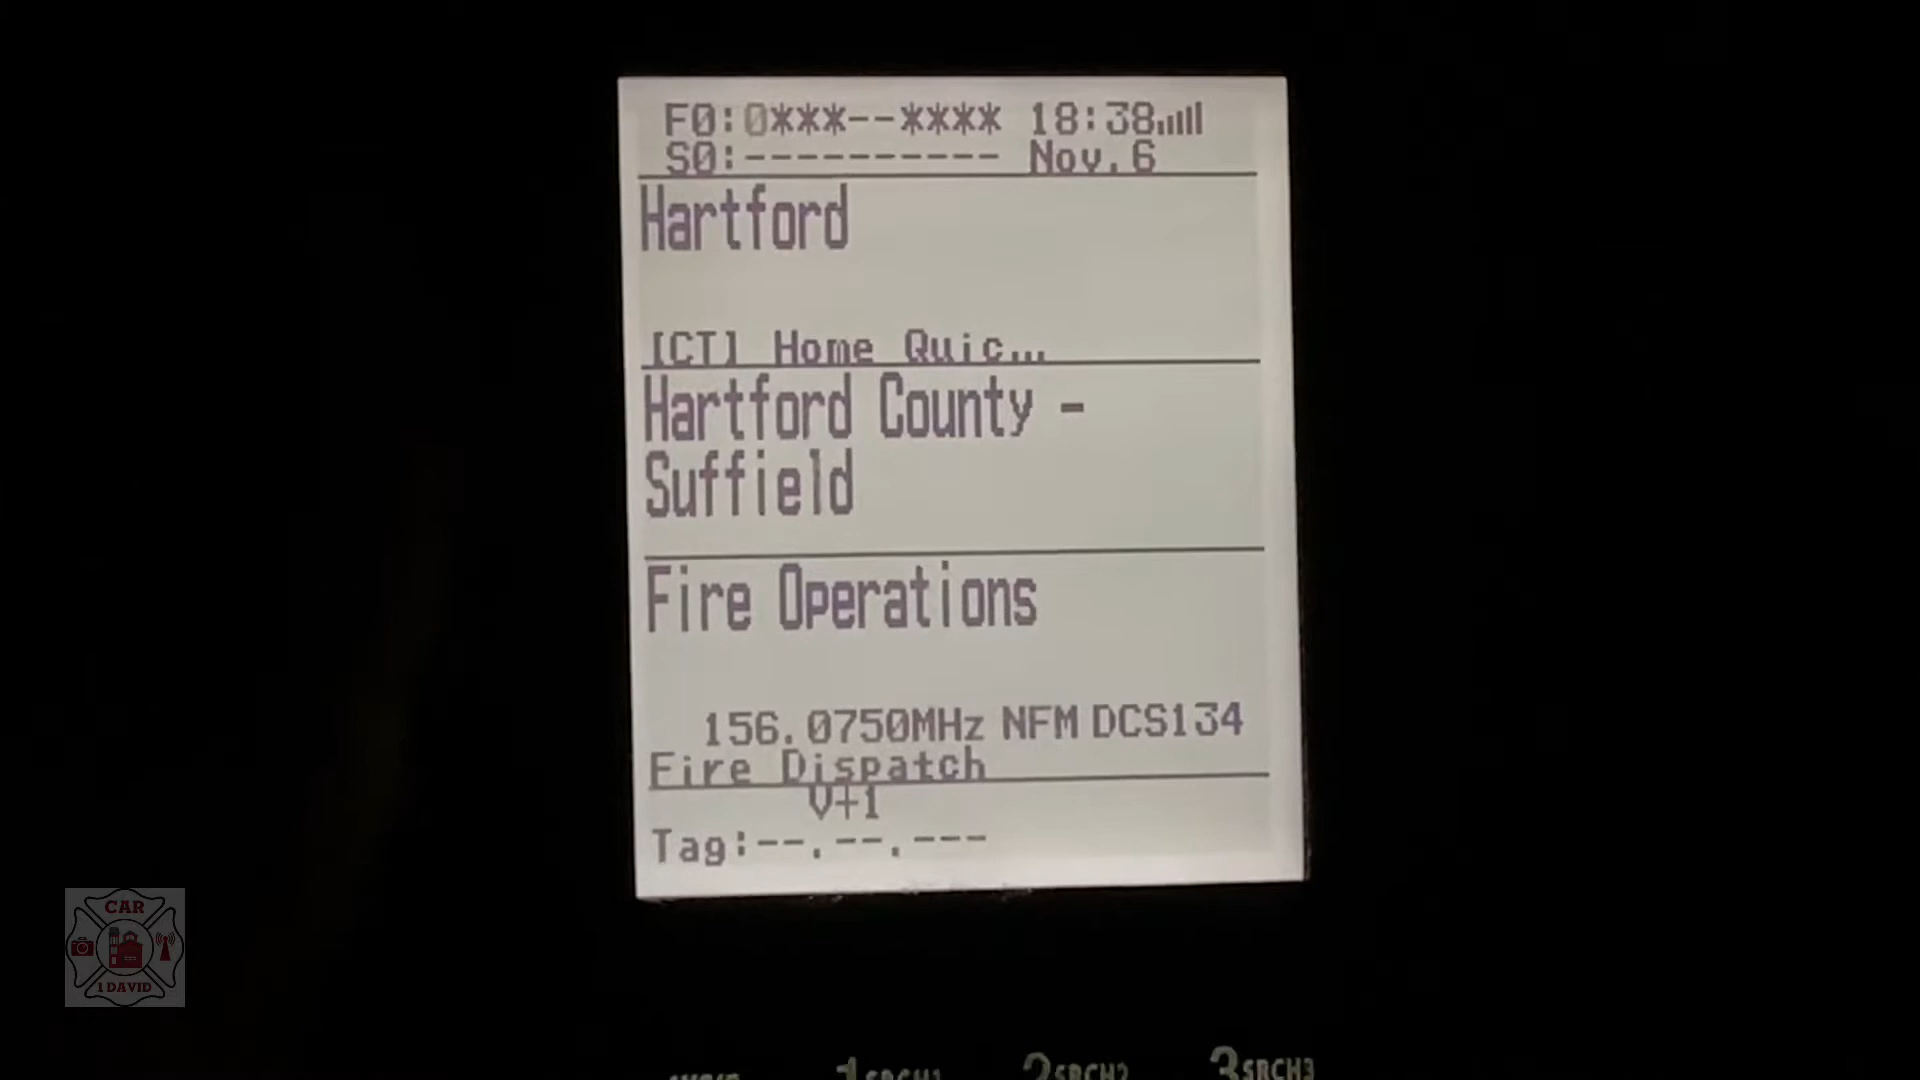 F0:0***--**** 18:38
S0:---------- Nov.6
Hartford
[CT] Home Quic...
Hartford County -
Suffield
Fire Operations
156.0750MHz NFM DCS134
Fire Dispatch
V+1
Tag:--.--.---
CAR
1 DAVID
1SRCH1 2SRCH2 3SRCH3